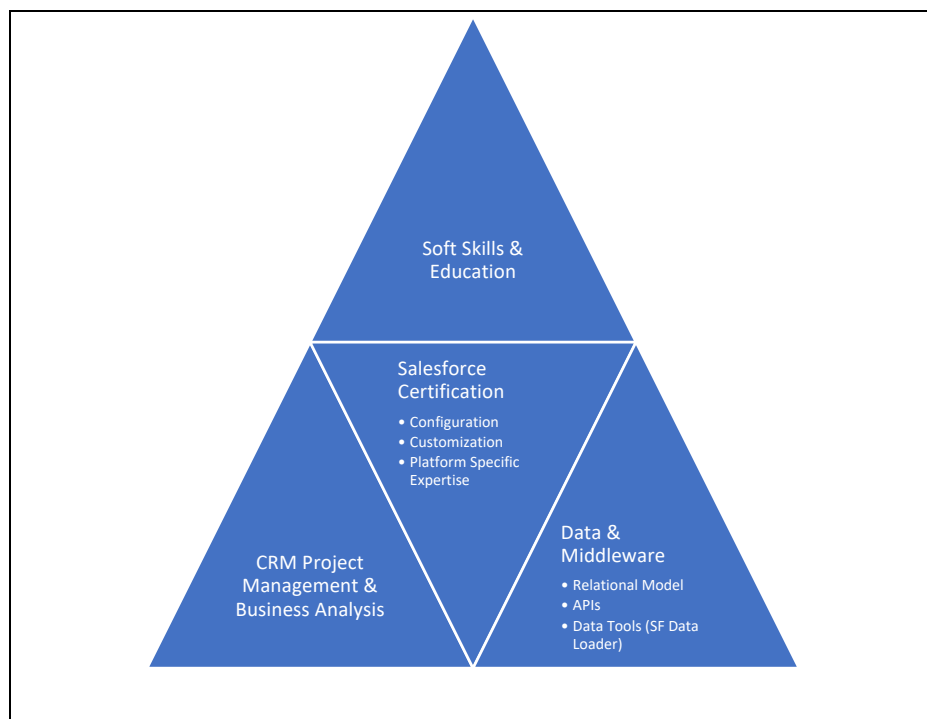 Soft Skills &
Education
Salesforce
Certification
• Configuration
• Customization
• Platform Specific
Expertise
CRM Project
Management &
Business Analysis
Data &
Middleware
• Relational Model
• APIs
• Data Tools (SF Data
Loader)